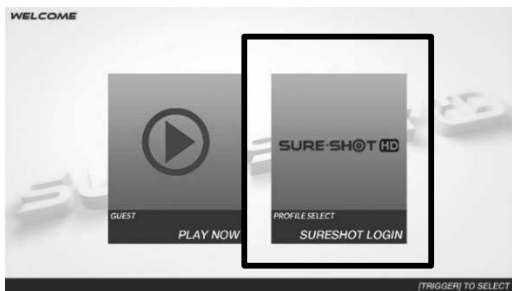 WELCOME
GUEST
PLAY NOW
SURE-SHOT HD
PROFILE SELECT
SURESHOT LOGIN
[TRIGGER] TO SELECT